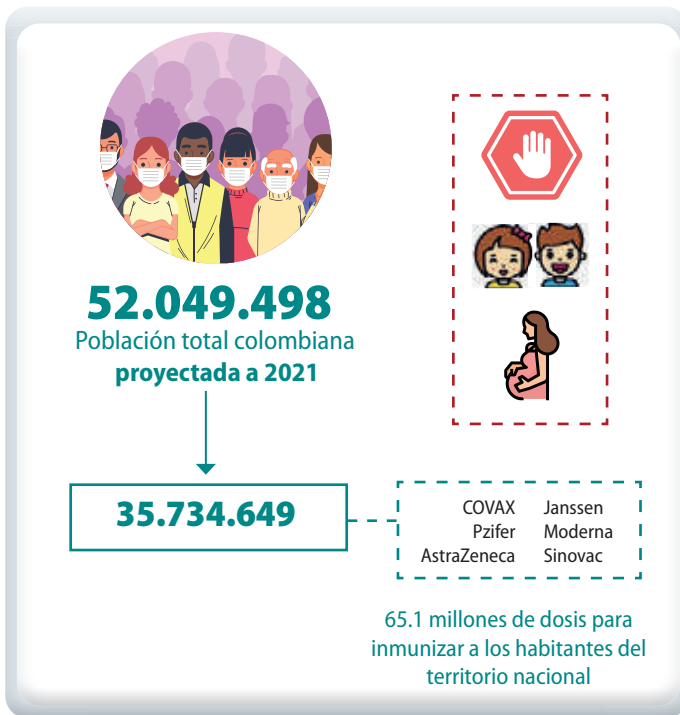 52.049.498
Población total colombiana
proyectada a 2021
35.734.649
COVAX Janssen
Pzifer Moderna
AstraZeneca Sinovac
65.1 millones de dosis para
inmunizar a los habitantes del
territorio nacional